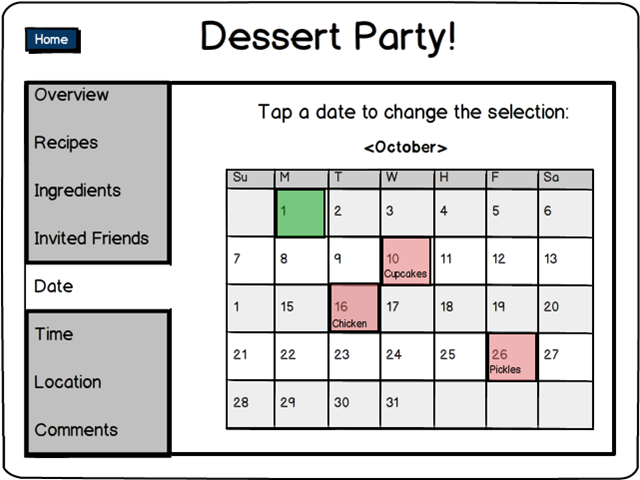 Home
Dessert Party!
Overview
Recipes
Ingredients
Invited Friends
Date
Time
Location
Comments
Tap a date to change the selection:
<October>
Su M T W H F Sa
1 2 3 4 5 6
7 8 9 10 11 12 13
Cupcakes
1 15 16 17 18 19 20
Chicken
21 22 23 24 25 26 27
Pickles
28 29 30 31